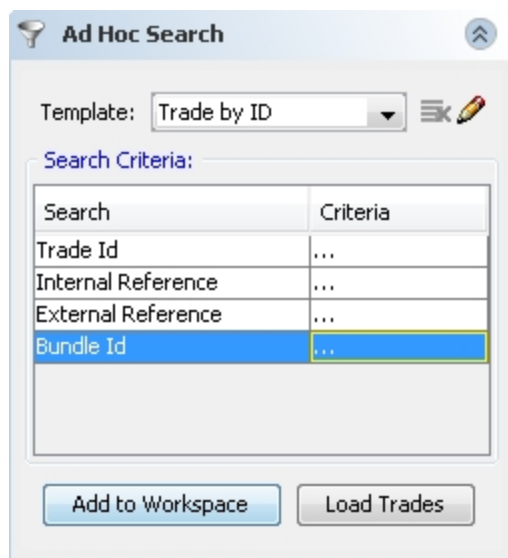 Ad Hoc Search
Template: Trade by ID
Search Criteria:
Search Criteria
Trade Id ...
Internal Reference ...
External Reference ...
Bundle Id ...
Add to Workspace Load Trades